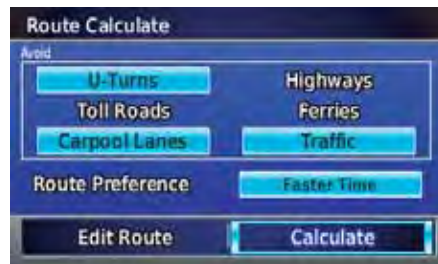 Route Calculate
Avoid
U-Turns Highways
Toll Roads Ferries
Carpool Lanes Traffic
Route Preference Faster Time
Edit Route Calculate